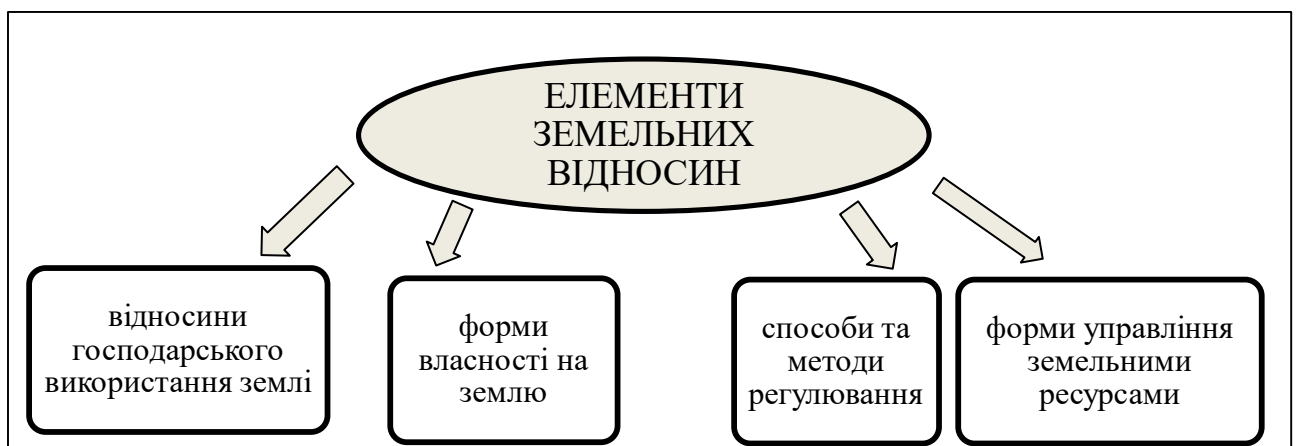 ЕЛЕМЕНТИ
ЗЕМЕЛЬНИХ
ВІДНОСИН
відносини
господарського
використання землі
форми
власності на
землю
способи та
методи
регулювання
форми управління
земельними
ресурсами